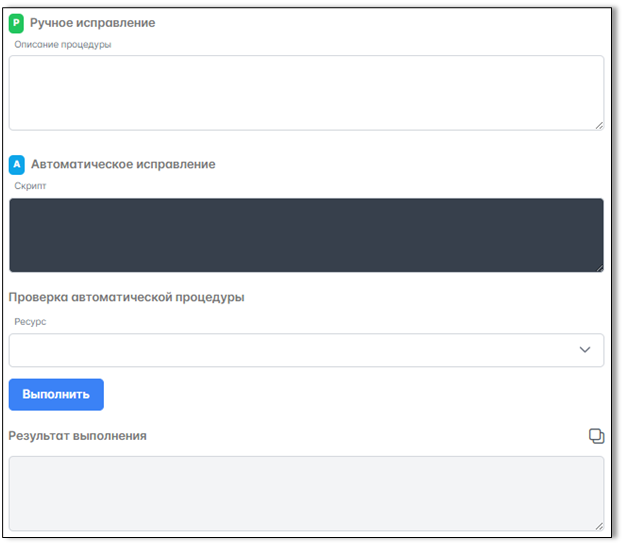 Р Ручное исправление
Описание процедуры
А Автоматическое исправление
Скрипт
Проверка автоматической процедуры
Ресурс
Выполнить
Результат выполнения